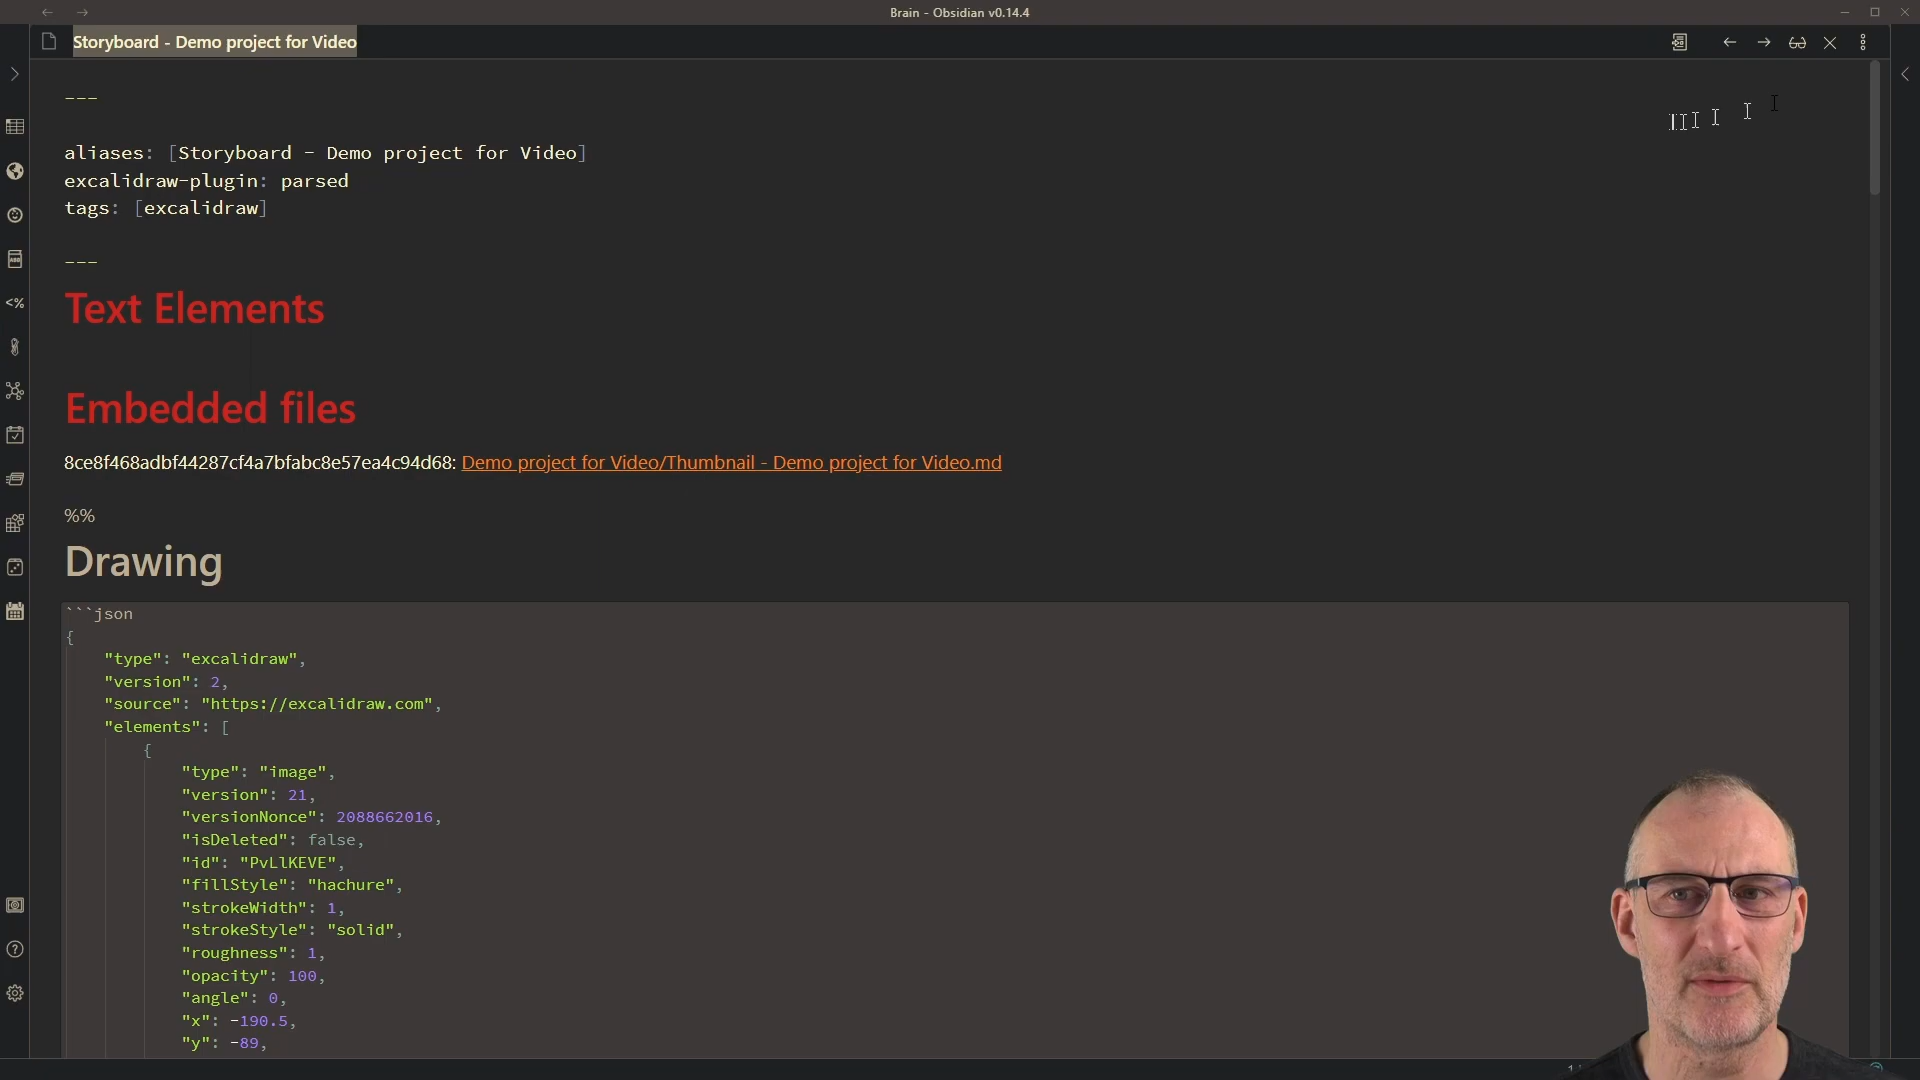 Brain - Obsidian v0.14.4
Storyboard - Demo project for Video
---
aliases: [Storyboard - Demo project for Video]
excalidraw-plugin: parsed
tags: [excalidraw]
---
Text Elements
Embedded files
8ce8f468adbf44287cf4a7bfabc8e57ea4c94d68: Demo project for Video/Thumbnail - Demo project for Video.md
%%
Drawing
```json
{
"type": "excalidraw",
"version": 2,
"source": "https://excalidraw.com",
"elements": [
{
"type": "image",
"version": 21,
"versionNonce": 2088662016,
"isDeleted": false,
"id": "PvLlKEVE",
"fillStyle": "hachure",
"strokeWidth": 1,
"strokeStyle": "solid",
"roughness": 1,
"opacity": 100,
"angle": 0,
"x": -190.5,
"y": -89,